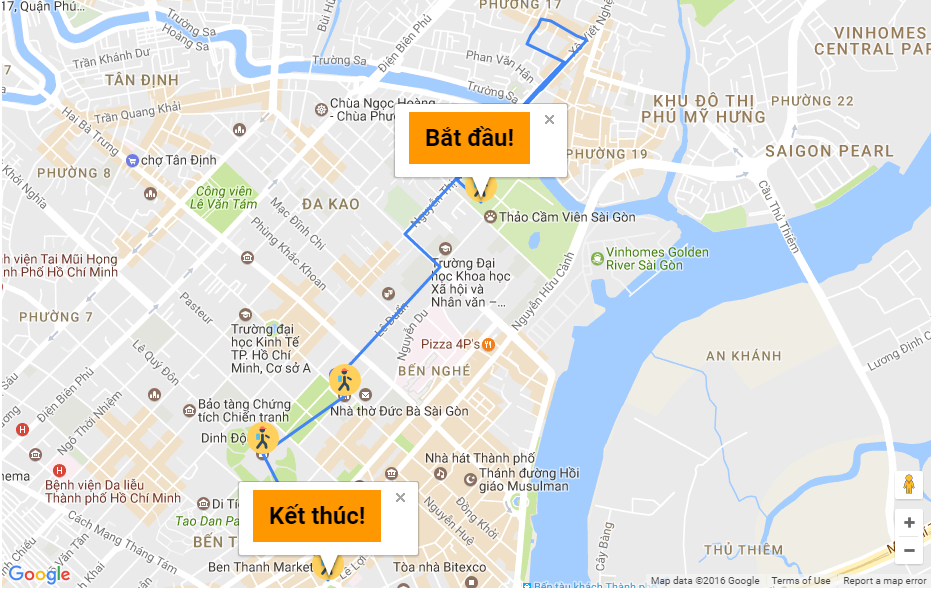 17, Quận Phú...
PHƯỜNG 17
Trường Sa
Hoàng Sa
Bùi Hữu
Điện Biên Phủ
Xô Viết Nghệ
VINHOMES
CENTRAL PAR
Trần Khánh Dư
Trường Sa
Phan Văn Hân
TÂN ĐỊNH
Trường Sa
Trần Quang Khải
Hai Bà Trưng
Chùa Ngọc Hoàng
- Chùa Phướ
KHU ĐÔ THỊ
PHÚ MỸ HƯNG
PHƯỜNG 22
Bắt đầu!
chợ Tân Định
PHƯỜNG 19
SAIGON PEARL
PHƯỜNG 8
Khởi Nghĩa
Công viên
Lê Văn Tám
ĐA KAO
Mạc Đĩnh Chi
Nguyễn Thị
Thảo Cầm Viên Sài Gòn
Cầu Thủ Thiêm
Phùng Khắc Khoan
h viện Tai Mũi Họng
nh Phố Hồ Chí Minh
Trường Đại
học Khoa học
Xã hội và
Nhân văn –...
Vinhomes Golden
River Sài Gòn
Nguyễn Hữu Cảnh
Pasteur
PHƯỜNG 7
Lê Duẩn
Nguyễn Du
Trường đại
học Kinh Tế
TP. Hồ Chí
Minh, Cơ sở A
Pizza 4P's
BẾN NGHÉ
AN KHÁNH
Lương Định C
Lê Quý Đôn
Sáu
Điện Biên Phủ
Ngô Thời Nhiệm
Bảo tàng Chứng
tích Chiến tranh
Nhà thờ Đức Bà Sài Gòn
Dinh Độ
nema
Bệnh viện Da liễu
Thành phố Hồ Chí Minh
Nhà hát Thành phố
Thánh đường Hồi
giáo Musulman
Di Tí
Tao Dan Pa
Kết thúc!
Đông Khởi
Nguyễn Huệ
Cách Mạng Tháng Tám
BẾN T
Ben Thanh Market
Lê Lợi
Tòa nhà Bitexco
Cây Bàng
THỦ THIÊM
Google
Bến tàu khách Thành p
Map data ©2016 Google
Terms of Use
Report a map error